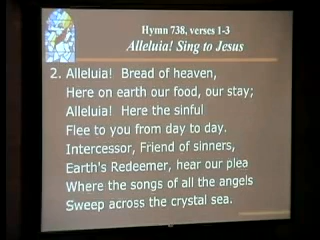 Hymn 738, verses 1-3
Alleluia! Sing to Jesus
2. Alleluia! Bread of heaven,
Here on earth our food, our stay;
Alleluia! Here the sinful
Flee to you from day to day.
Intercessor, Friend of sinners,
Earth's Redeemer, hear our plea
Where the songs of all the angels
Sweep across the crystal sea.